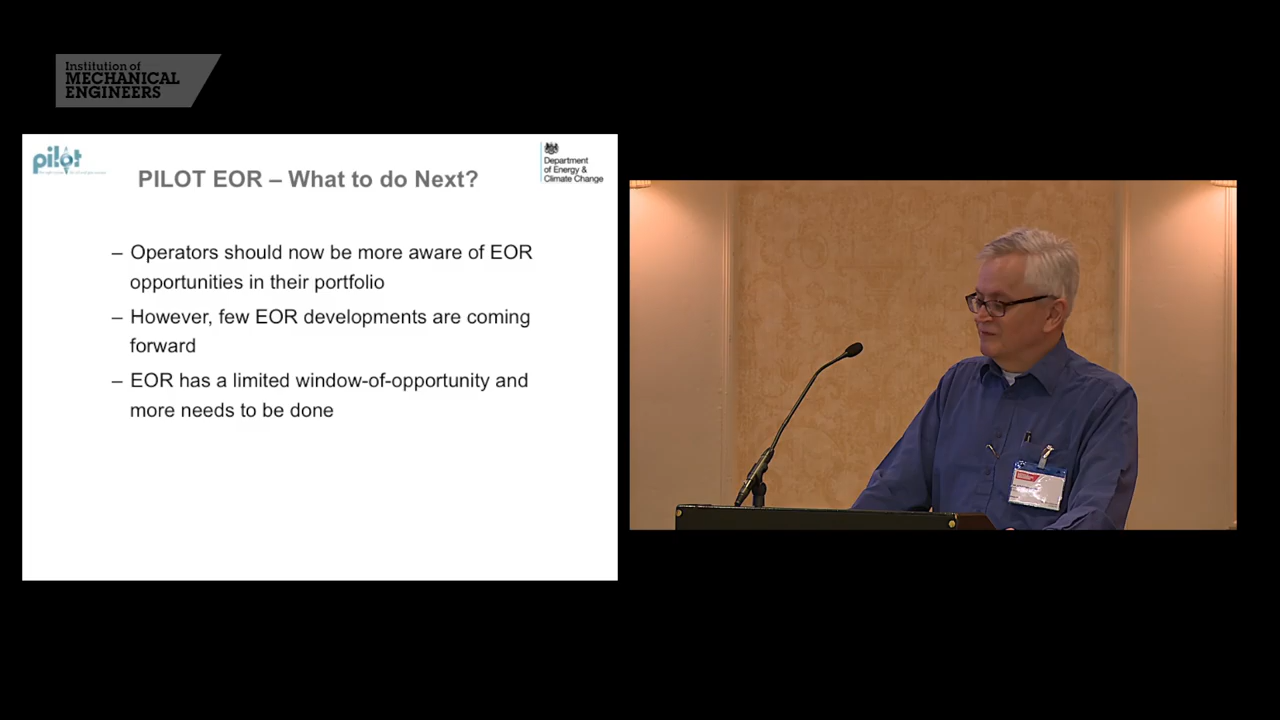 Institution of
MECHANICAL
ENGINEERS
pilot
Department
of Energy &
Climate Change
PILOT EOR – What to do Next?
– Operators should now be more aware of EOR
opportunities in their portfolio
– However, few EOR developments are coming
forward
– EOR has a limited window-of-opportunity and
more needs to be done